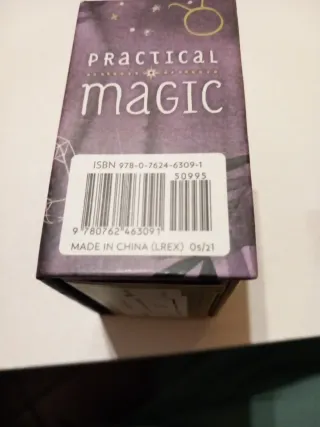 PRACTICAL
MAGIC
ISBN 978-0-7624-6309-1
50995
9 780762 463091
MADE IN CHINA (LREX) 05/21